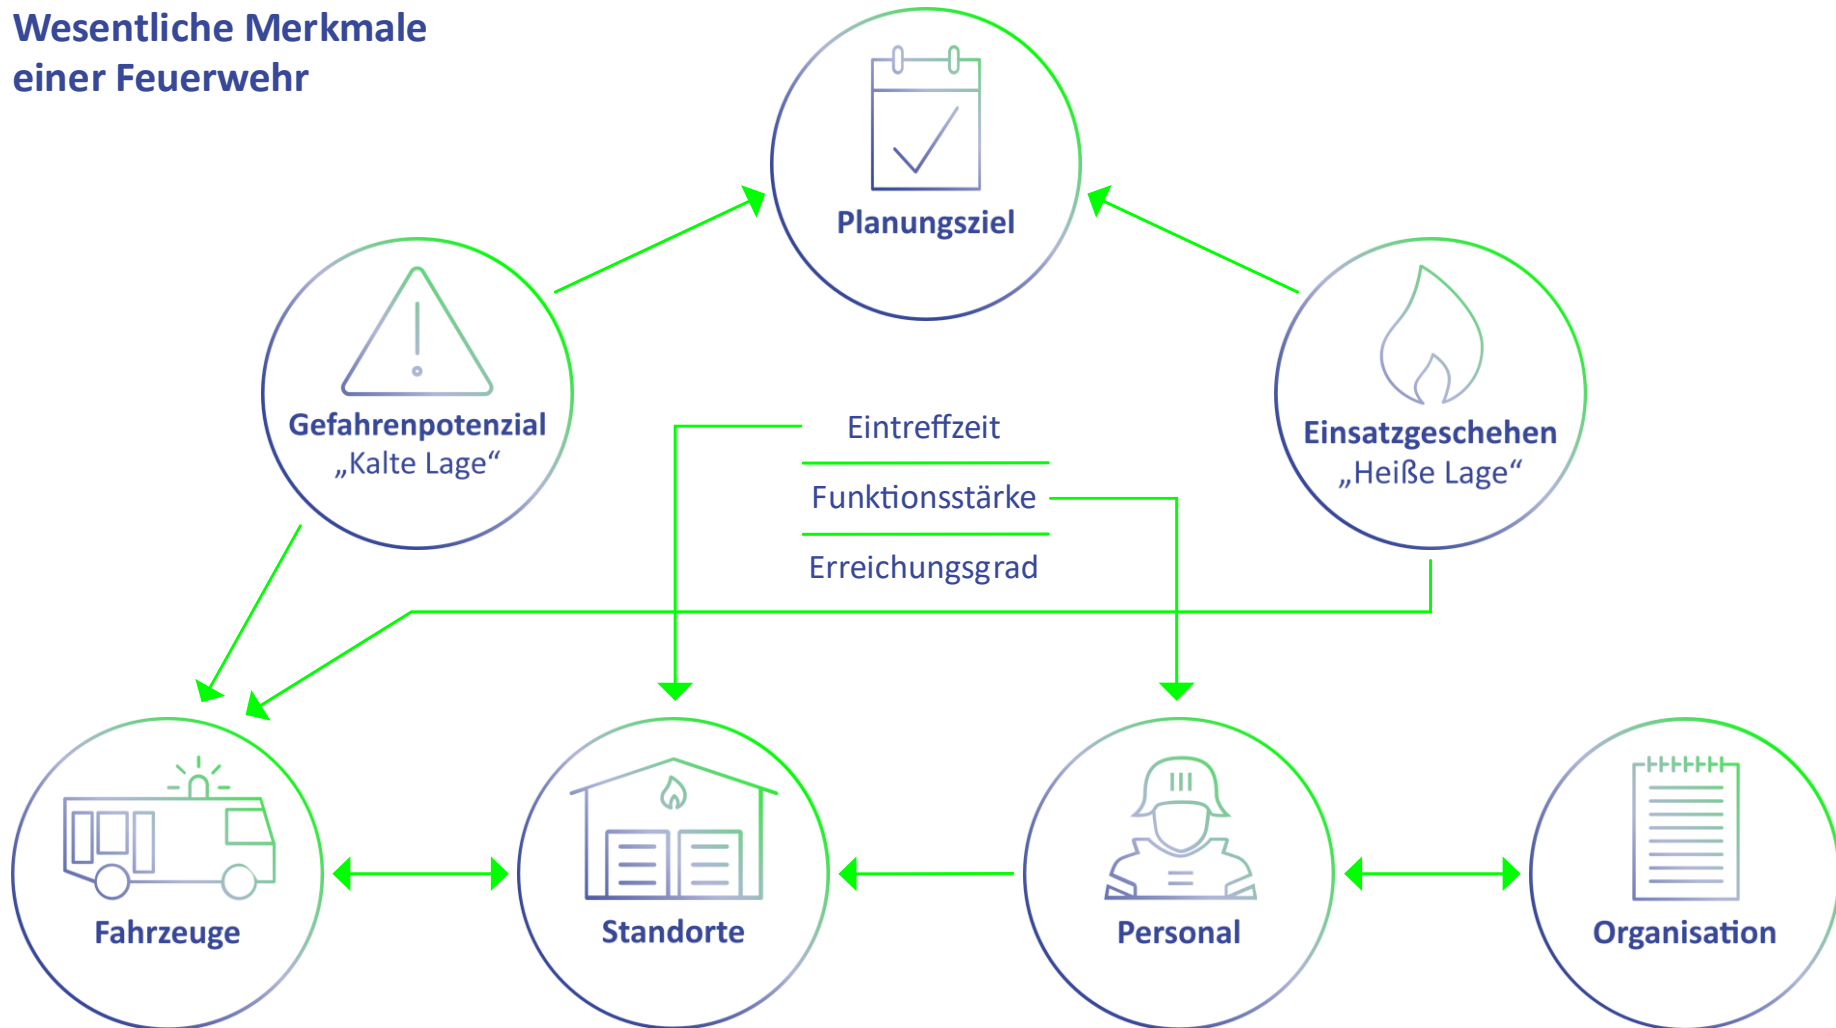 Wesentliche Merkmale
einer Feuerwehr
Planungsziel
Gefahrenpotenzial
„Kalte Lage“
Einsatzgeschehen
„Heiße Lage“
Eintreffzeit
Funktionsstärke
Erreichungsgrad
Fahrzeuge
Standorte
Personal
Organisation